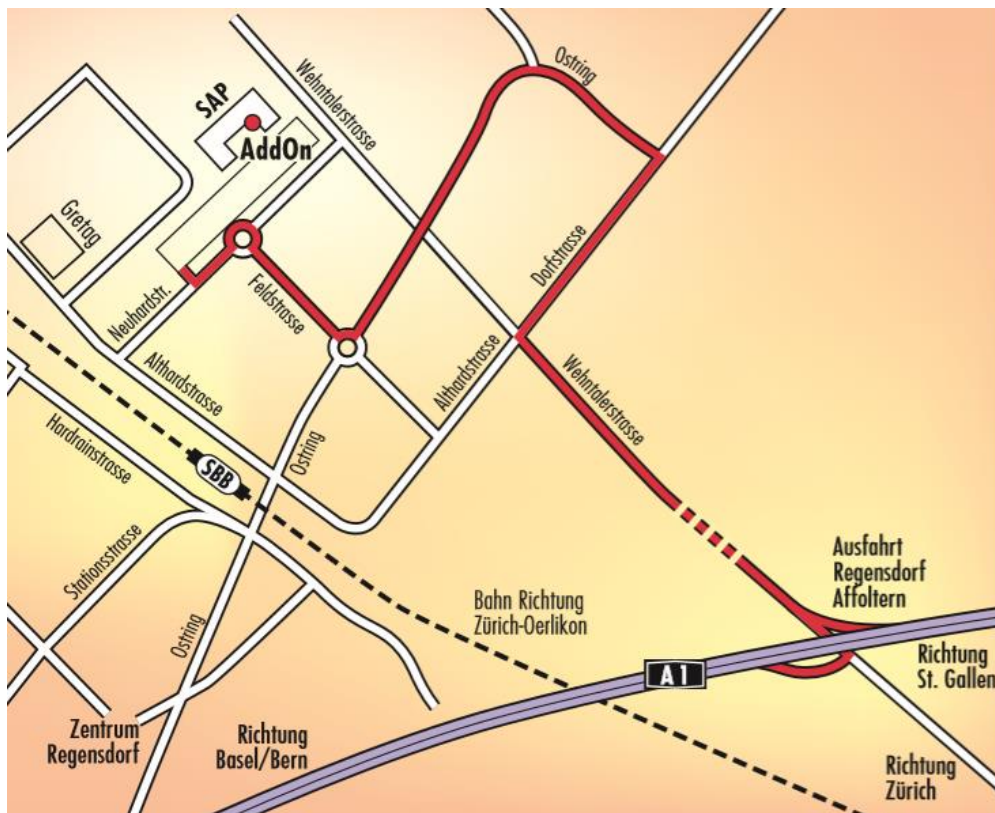 Ostring
Wehntalerstrasse
SAP
AddOn
Gretag
Dorfstrasse
Neuhardstr.
Feldstrasse
Althardstrasse
Althardstrasse
Wehntalerstrasse
Hardrainstrasse
SBB
Ostring
Stationsstrasse
Ausfahrt
Regensdorf
Affoltern
Bahn Richtung
Zürich-Oerlikon
Ostring
Richtung
St. Gallen
A1
Zentrum
Regensdorf
Richtung
Basel/Bern
Richtung
Zürich